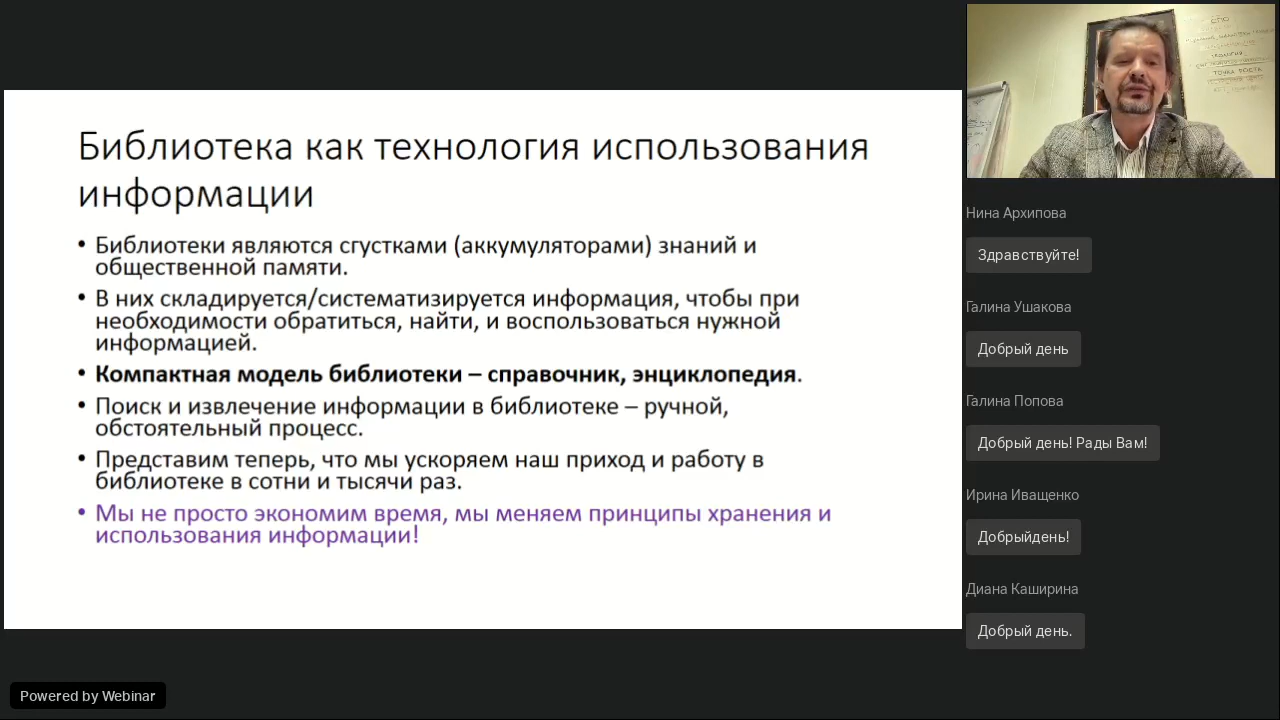 Библиотека как технология использования
информации
• Библиотеки являются сгустками (аккумуляторами) знаний и
общественной памяти.
• В них складируется/систематизируется информация, чтобы при
необходимости обратиться, найти, и воспользоваться нужной
информацией.
• Компактная модель библиотеки – справочник, энциклопедия.
• Поиск и извлечение информации в библиотеке – ручной,
обстоятельный процесс.
• Представим теперь, что мы ускоряем наш приход и работу в
библиотеке в сотни и тысячи раз.
• Мы не просто экономим время, мы меняем принципы хранения и
использования информации!
СПО
ТОЧКА РОСТА
Нина Архипова
Здравствуйте!
Галина Ушакова
Добрый день
Галина Попова
Добрый день! Рады Вам!
Ирина Иващенко
Добрыйдень!
Диана Каширина
Добрый день.
Powered by Webinar